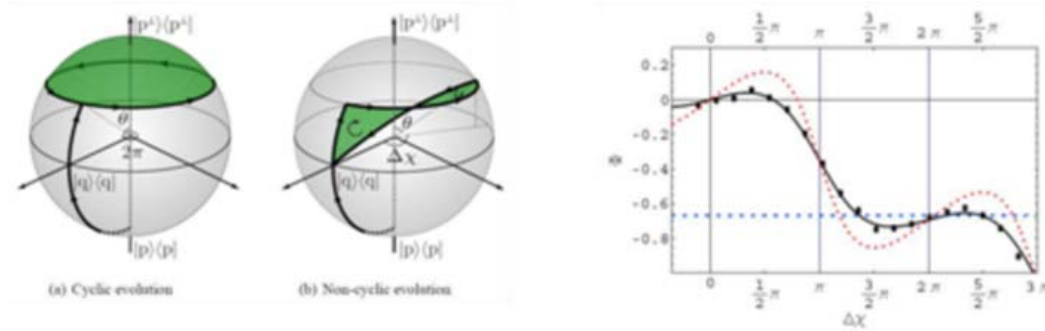 |p⊥⟩⟨p⊥|
θ
2π
|q⟩⟨q|
|p⟩⟨p|
(a) Cyclic evolution
|p⊥⟩⟨p⊥|
θ
Δχ
|q⟩⟨q|
|p⟩⟨p|
(b) Non-cyclic evolution
0 1/2 π π 3/2 π 2 π 5/2 π
0.2
0
-0.2
-0.4
-0.6
-0.8
Φ
0 1/2 π π 3/2 π 2 π 5/2 π 3 π
Δχ